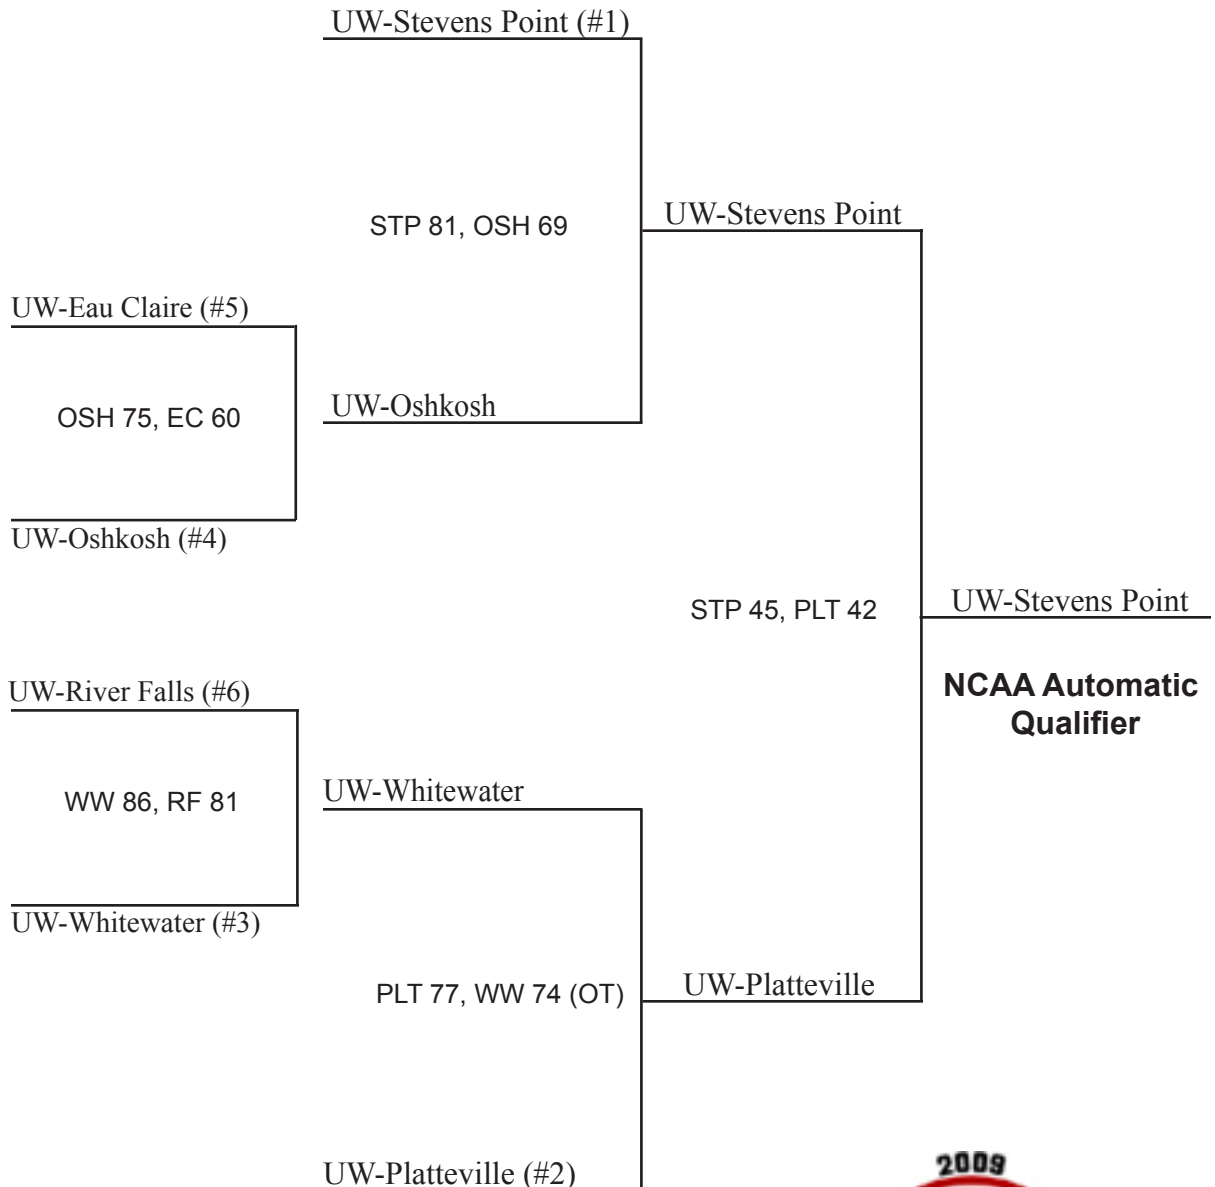 UW-Stevens Point (#1)
STP 81, OSH 69
UW-Stevens Point
UW-Eau Claire (#5)
OSH 75, EC 60
UW-Oshkosh
UW-Oshkosh (#4)
STP 45, PLT 42
UW-Stevens Point
NCAA Automatic
Qualifier
UW-River Falls (#6)
WW 86, RF 81
UW-Whitewater
UW-Whitewater (#3)
PLT 77, WW 74 (OT)
UW-Platteville
UW-Platteville (#2)
2009